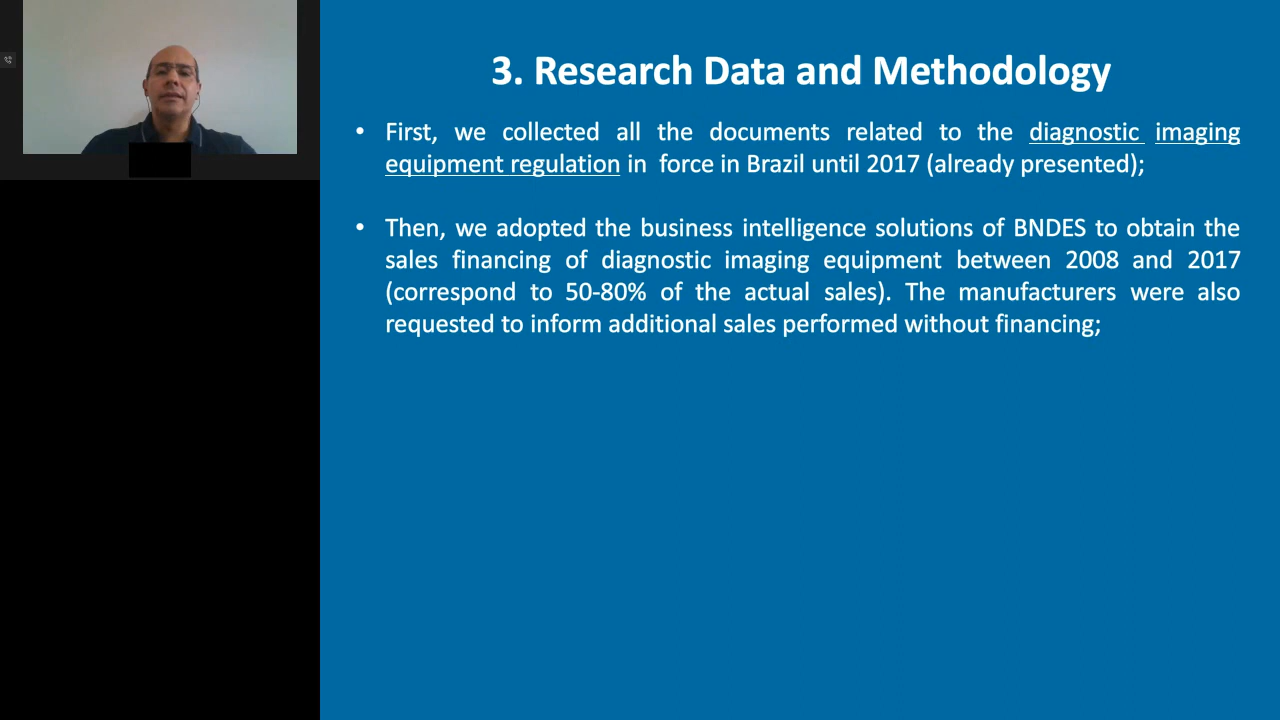 3. Research Data and Methodology
• First, we collected all the documents related to the diagnostic imaging
equipment regulation in force in Brazil until 2017 (already presented);
• Then, we adopted the business intelligence solutions of BNDES to obtain the
sales financing of diagnostic imaging equipment between 2008 and 2017
(correspond to 50-80% of the actual sales). The manufacturers were also
requested to inform additional sales performed without financing;